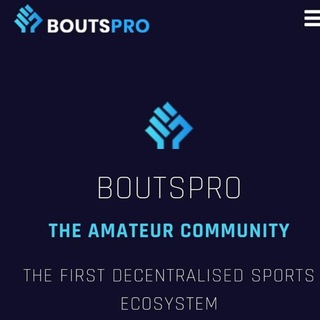 BOUTSPRO
BOUTSPRO
THE AMATEUR COMMUNITY
THE FIRST DECENTRALISED SPORTS
ECOSYSTEM